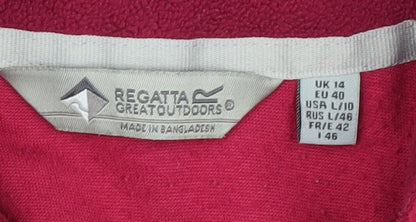 REGATTA
GREAT OUTDOORS®
MADE IN BANGLADESH
UK 14
EU 40
USA L/10
RUS L/46
FR/E 42
I 46